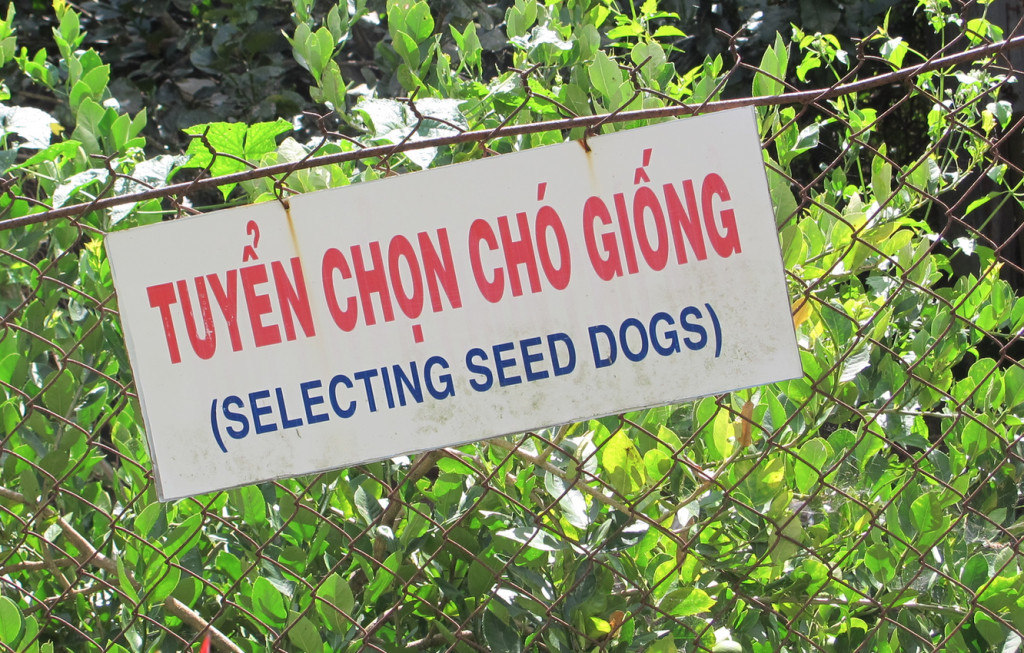 TUYỂN CHỌN CHÓ GIỐNG
(SELECTING SEED DOGS)